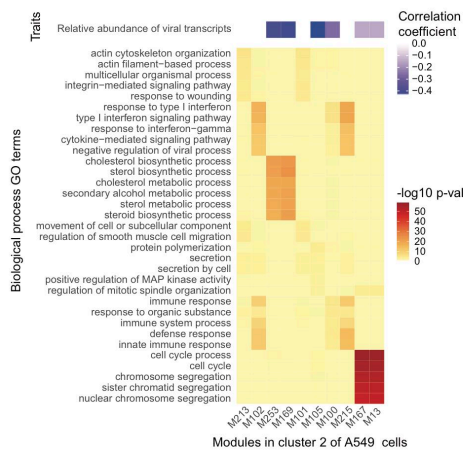 Traits
Relative abundance of viral transcripts
Correlation
coefficient
0.0
−0.1
−0.2
−0.3
−0.4
Biological process GO terms
actin cytoskeleton organization
actin filament-based process
multicellular organismal process
integrin-mediated signaling pathway
response to wounding
response to type I interferon
type I interferon signaling pathway
response to interferon-gamma
cytokine-mediated signaling pathway
negative regulation of viral process
cholesterol biosynthetic process
sterol biosynthetic process
cholesterol metabolic process
secondary alcohol metabolic process
sterol metabolic process
steroid biosynthetic process
movement of cell or subcellular component
regulation of smooth muscle cell migration
protein polymerization
secretion
secretion by cell
positive regulation of MAP kinase activity
regulation of mitotic spindle organization
immune response
response to organic substance
immune system process
defense response
innate immune response
cell cycle process
cell cycle
chromosome segregation
sister chromatid segregation
nuclear chromosome segregation
-log10 p-val
50
40
30
20
10
0
M213
M102
M253
M169
M101
M105
M100
M215
M167
M13
Modules in cluster 2 of A549 cells